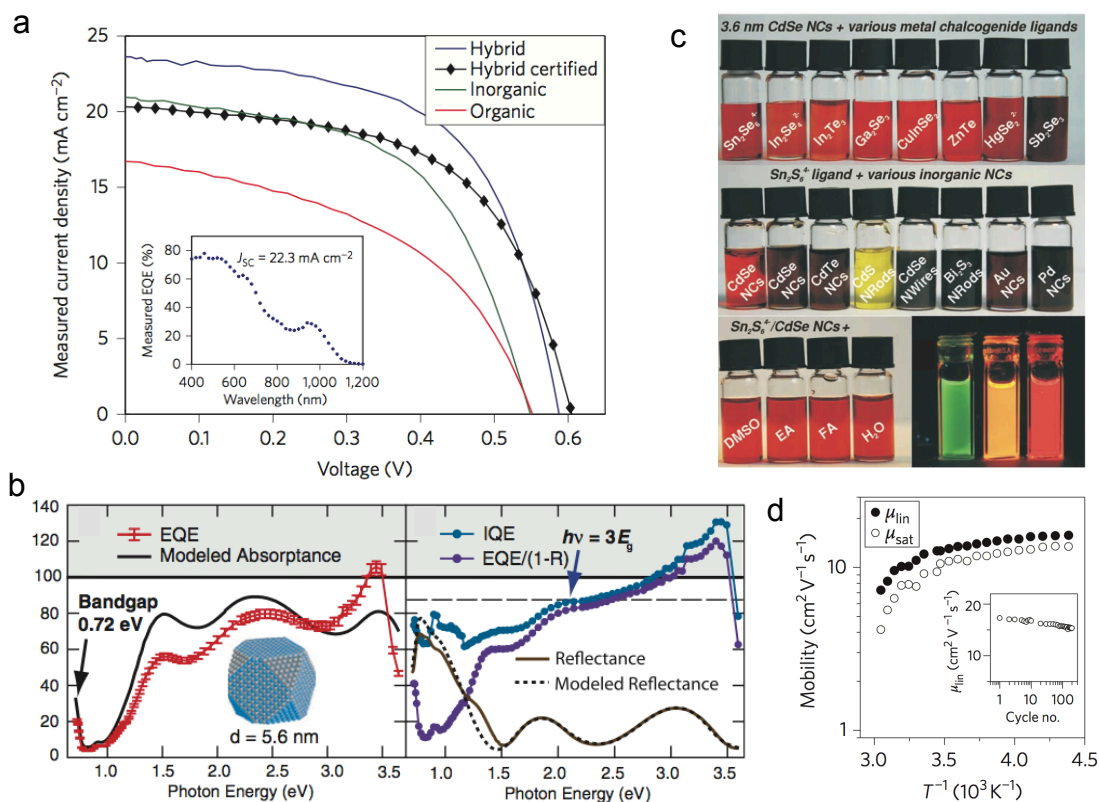 a
25
20
15
10
5
0
Measured current density (mA cm⁻²)
Hybrid
Hybrid certified
Inorganic
Organic
80
60
40
20
0
Measured EQE (%)
J_SC = 22.3 mA cm⁻²
400 600 800 1,000 1,200
Wavelength (nm)
0.0 0.1 0.2 0.3 0.4 0.5 0.6
Voltage (V)
b
140
120
100
80
60
40
20
0
EQE
Modeled Absorptance
Bandgap
0.72 eV
d = 5.6 nm
1.0 1.5 2.0 2.5 3.0 3.5
Photon Energy (eV)
IQE
EQE/(1-R)
hν = 3E_g
Reflectance
Modeled Reflectance
1.0 1.5 2.0 2.5 3.0 3.5
Photon Energy (eV)
c
3.6 nm CdSe NCs + various metal chalcogenide ligands
Sn₂Se₆⁴⁻ In₂Se₄²⁻ In₂Te₃ Ga₂Se₃ CuInSe₂ ZnTe HgSe₂²⁻ Sb₂Se₃
Sn₂S₆⁴⁻ ligand + various inorganic NCs
CdSe NCs CdSe NCs CdTe NCs CdS NRods CdSe NWires Bi₂S₃ NRods Au NCs Pd NCs
Sn₂S₆⁴⁻/CdSe NCs +
DMSO EA FA H₂O
d
μ_lin
μ_sat
10
1
Mobility (cm² V⁻¹ s⁻¹)
20
10
0
μ_lin (cm² V⁻¹ s⁻¹)
1 10 100
Cycle no.
3.0 3.5 4.0 4.5
T⁻¹ (10³ K⁻¹)